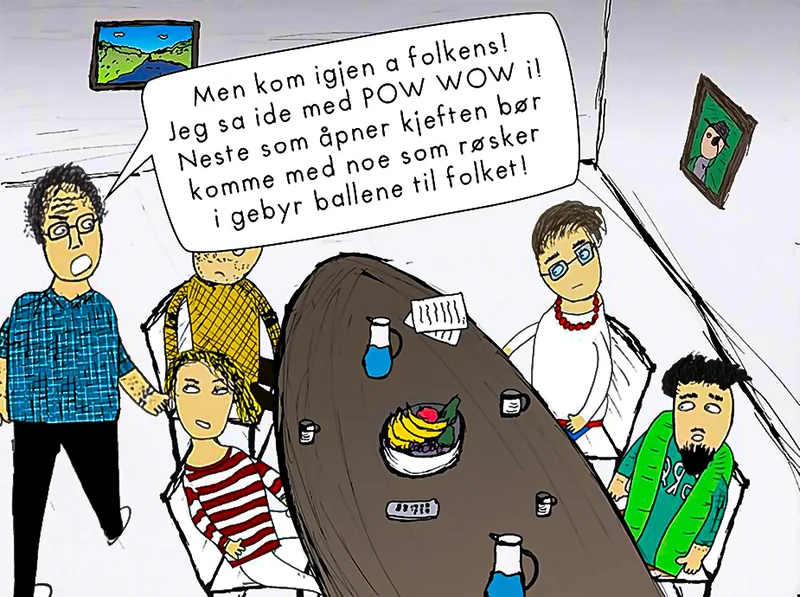 Men kom igjen a folkens!
Jeg sa ide med POW WOW i!
Neste som åpner kjeften bør
komme med noe som røsker
i gebyr ballene til folket!